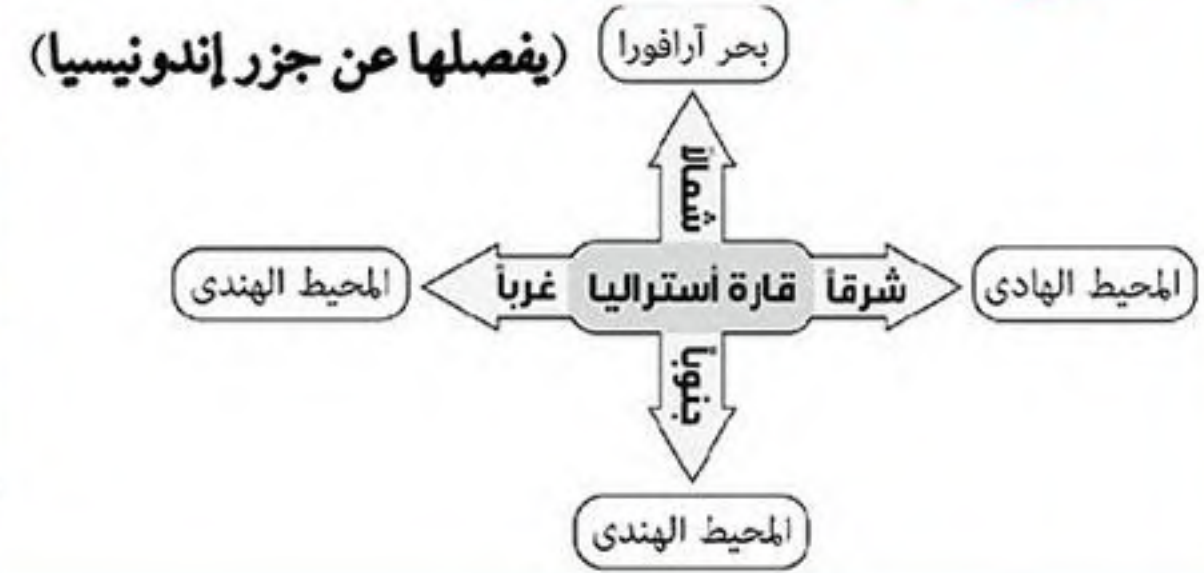 بحر آرافورا (يفصلها عن جزر إندونيسيا)
شمالاً
المحيط الهادى شرقاً قارة أستراليا غرباً المحيط الهندى
جنوباً
المحيط الهندى